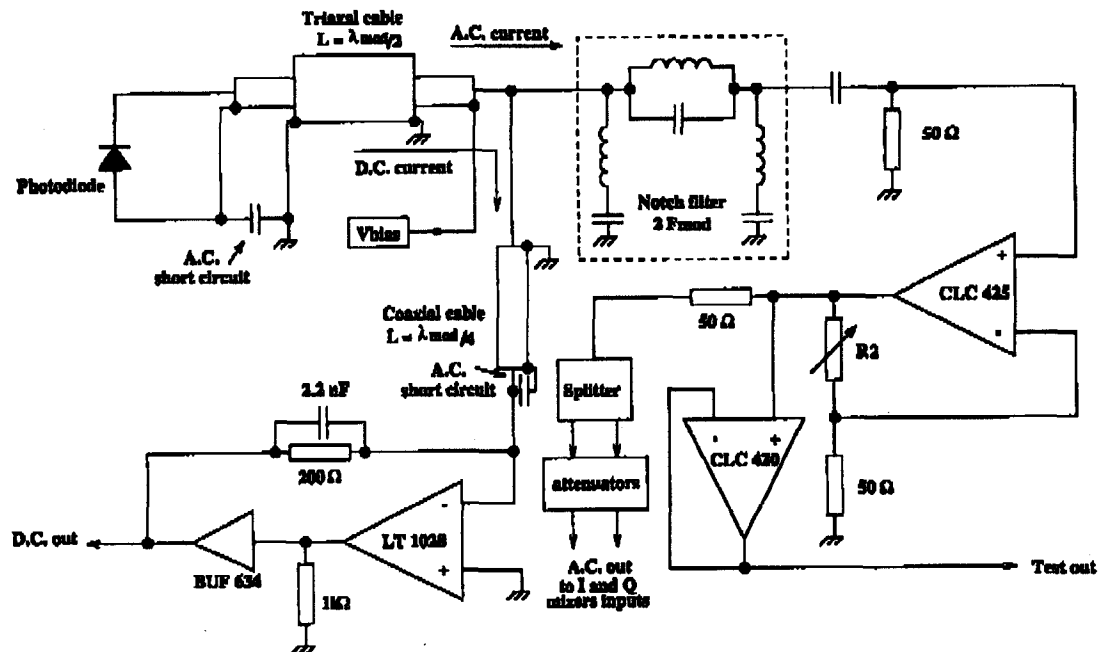 Triaxal cable
L = λ mod/2
A.C. current
Photodiode
D.C. current
Vbias
A.C.
short circuit
Notch filter
2 Fmod
50 Ω
+
CLC 425
-
Coaxial cable
L = λ mod /4
50 Ω
R2
A.C.
short circuit
Splitter
2.2 nF
200 Ω
- +
CLC 420
attenuators
50 Ω
-
LT 1028
+
D.C. out
BUF 634
1kΩ
A.C. out
to I and Q
mixers inputs
Test out